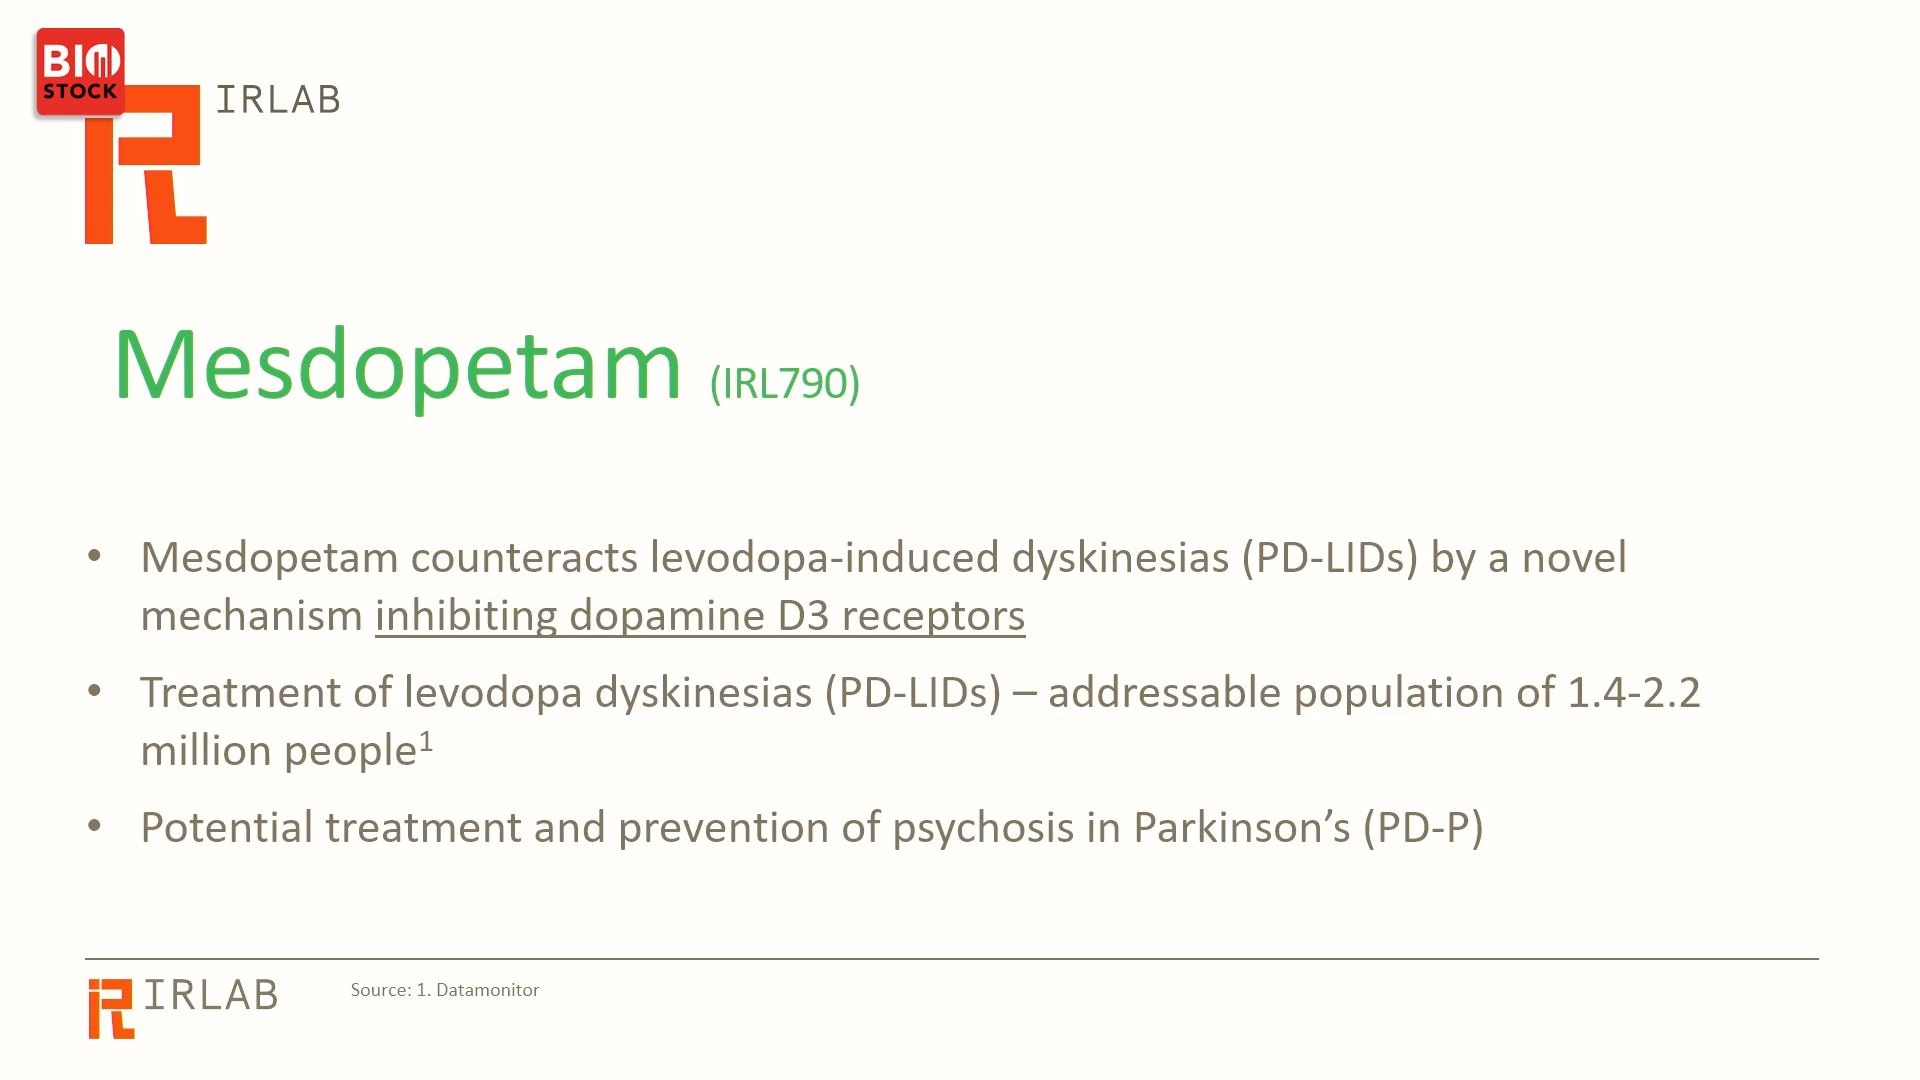 BIO
STOCK
IRLAB
Mesdopetam (IRL790)
• Mesdopetam counteracts levodopa-induced dyskinesias (PD-LIDs) by a novel
mechanism inhibiting dopamine D3 receptors
• Treatment of levodopa dyskinesias (PD-LIDs) – addressable population of 1.4-2.2
million people¹
• Potential treatment and prevention of psychosis in Parkinson’s (PD-P)
IRLAB
Source: 1. Datamonitor